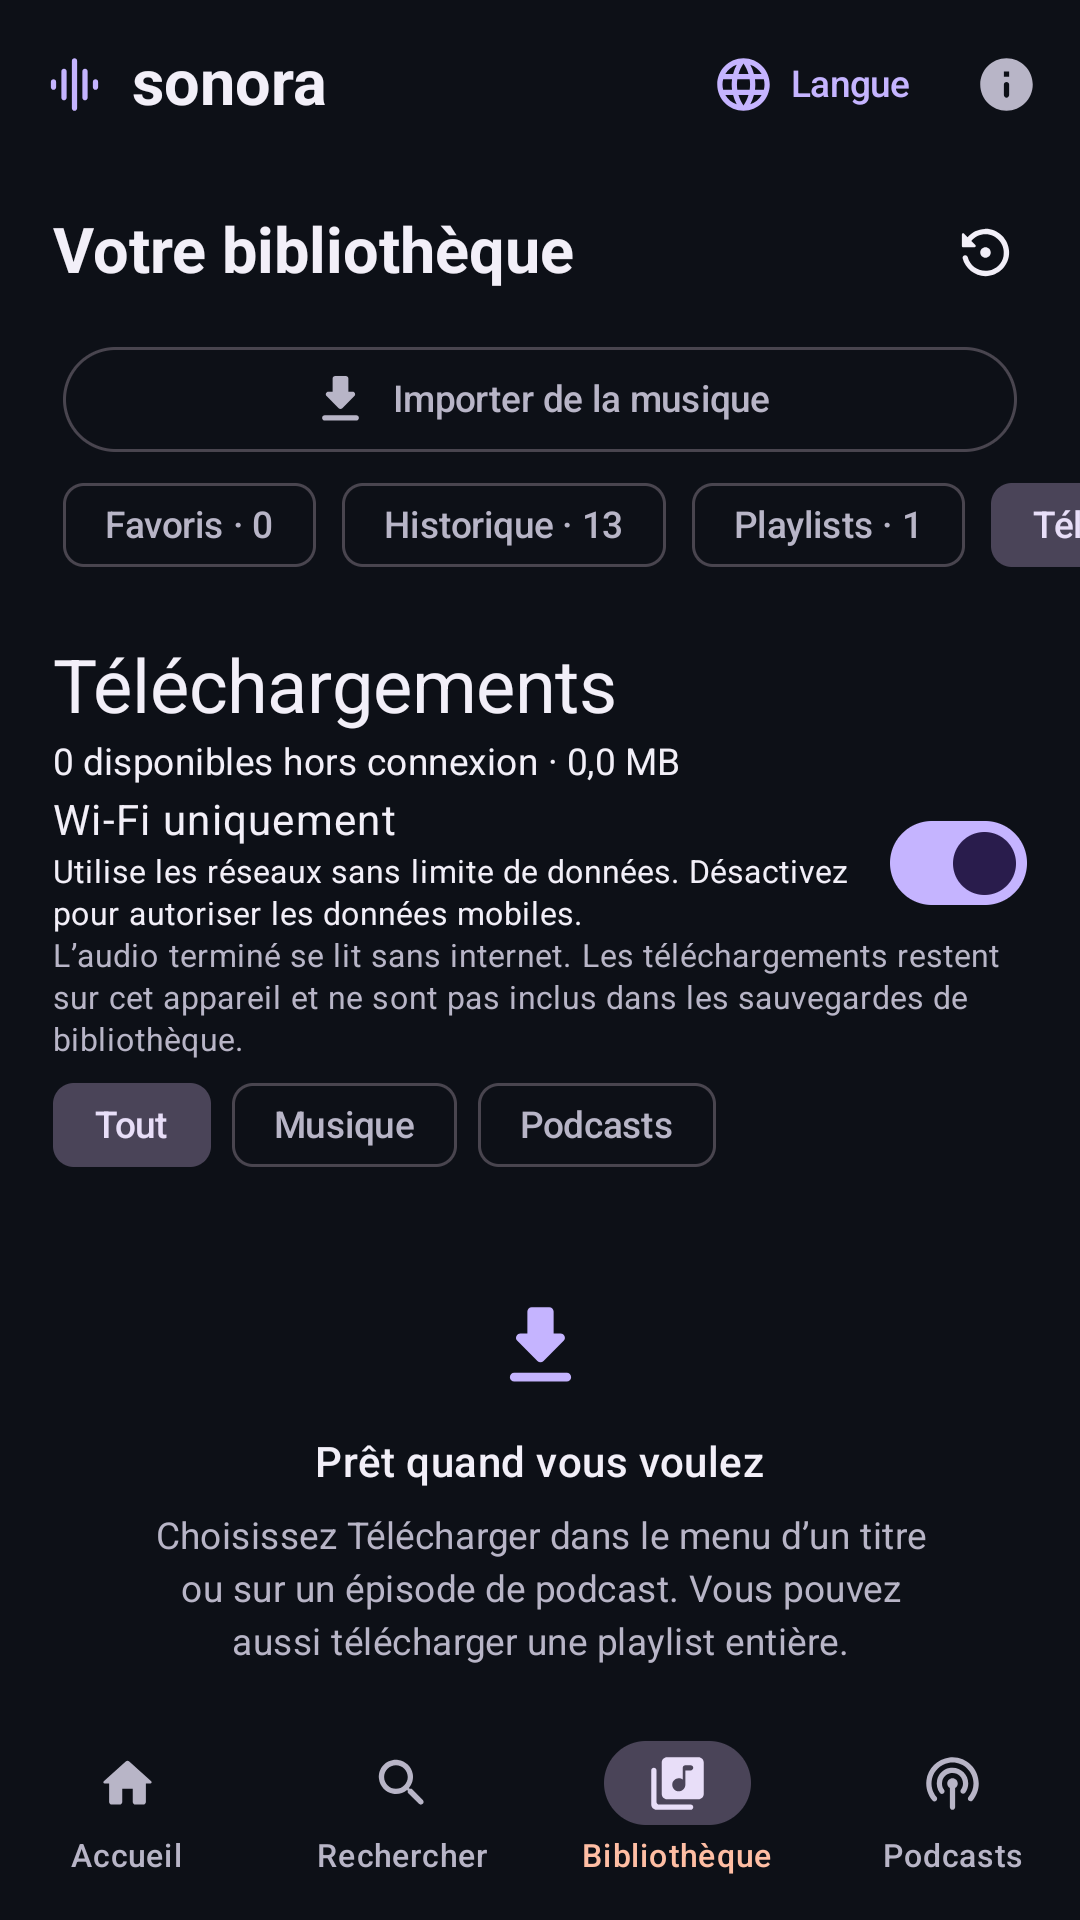 sonora
Langue
Votre bibliothèque
Importer de la musique
Favoris · 0
Historique · 13
Playlists · 1
Téléchargements
0 disponibles hors connexion · 0,0 MB
Wi-Fi uniquement
Utilise les réseaux sans limite de données. Désactivez
pour autoriser les données mobiles.
L’audio terminé se lit sans internet. Les téléchargements restent
sur cet appareil et ne sont pas inclus dans les sauvegardes de
bibliothèque.
Tout
Musique
Podcasts
Prêt quand vous voulez
Choisissez Télécharger dans le menu d’un titre
ou sur un épisode de podcast. Vous pouvez
aussi télécharger une playlist entière.
Accueil
Rechercher
Bibliothèque
Podcasts